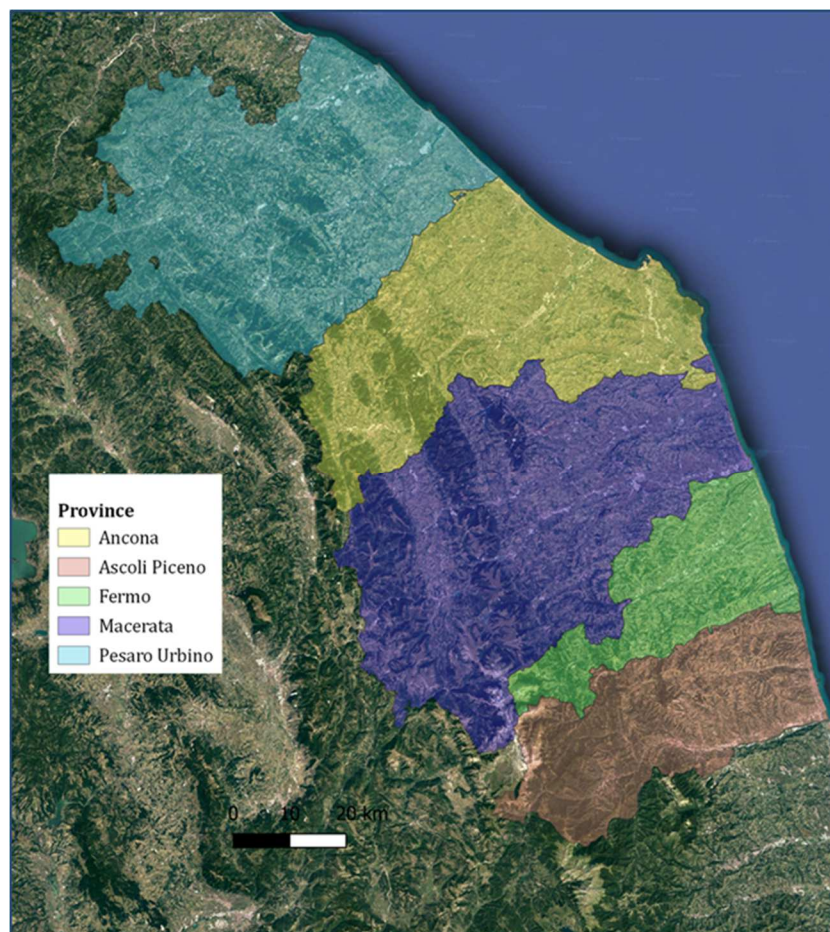 Province
Ancona
Ascoli Piceno
Fermo
Macerata
Pesaro Urbino
0 10 20 km